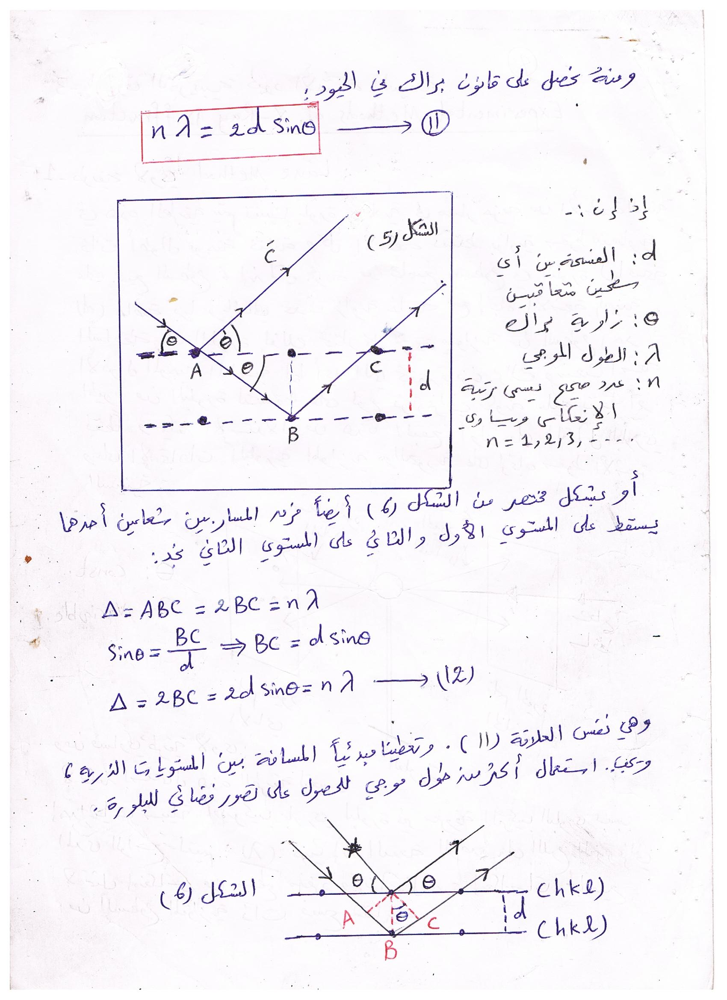 ومنهُ نحصل على قانون براك في الحيود:
nλ = 2d sinθ ⟶ ⑪
إذ إن :-
d: الفسحة بين أي
سطحين متعاقبين
θ: زاوية براك
λ: الطول الموجي
n: عدد صحيح يسمى رتبة
الإنعكاس ويساوي
n = 1, 2, 3, ----.
الشكل (5)
C̄
θ
θ
θ
A
C
d
B
أو بشكل مختصر من الشكل (6) أيضاً فرق المسار بين شعاعين أحدهما
يسقط على المستوي الأول والثاني على المستوي الثاني نجد:
Δ = ABC = 2BC = nλ
sinθ = BC/d ⇒ BC = d sinθ
Δ = 2BC = 2d sinθ = nλ ⟶ (12)
وهي نفس العلاقة (11). وتعطينا مبدئياً المسافة بين المستويات الذرية،
ويجب استعمال أكثر من طول موجي للحصول على تصور فضائي للبلورة.
θ
θ
(hkl)
الشكل (6)
d
A
θ
C
(hkl)
B